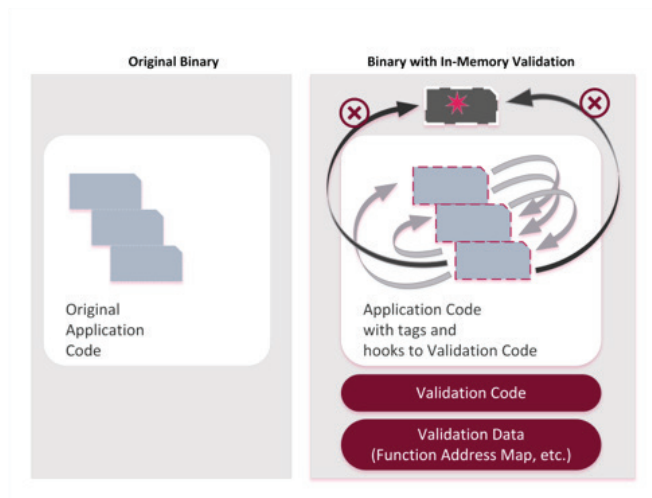 Original Binary
Binary with In-Memory Validation
Original
Application
Code
Application Code
with tags and
hooks to Validation Code
Validation Code
Validation Data
(Function Address Map, etc.)